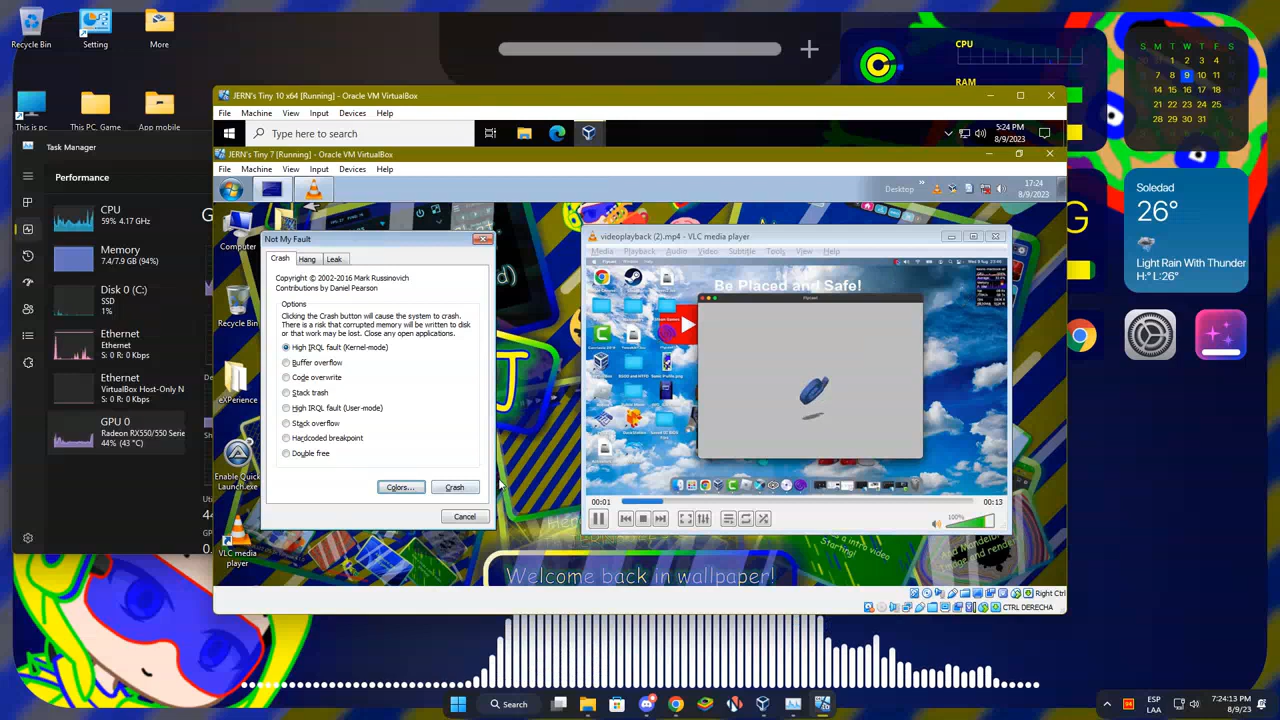 Recycle Bin
Setting
More
This is pc
This PC, Game
App mobile
CPU
RAM
S M T W T F S
1 2 3 4
7 8 9 10 11
14 15 16 17 18
21 22 23 24 25
28 29 30 31
Soledad
26°
Light Rain With Thunder
H: L:26°
Task Manager
Performance
CPU
59% 4.17 GHz
Memory
7.4/7.9 GB (94%)
Disk 0 (C:)
SSD
1%
Ethernet
Ethernet
S: 0 R: 0 Kbps
Ethernet
VirtualBox Host-Only N
S: 0 R: 0 Kbps
GPU 0
Radeon RX550/550 Serie
44% (43 °C)
JERN's Tiny 10 x64 [Running] - Oracle VM VirtualBox
File Machine View Input Devices Help
Type here to search
5:24 PM
8/9/2023
JERN's Tiny 7 [Running] - Oracle VM VirtualBox
File Machine View Input Devices Help
Desktop
17:24
8/9/2023
Computer
Recycle Bin
eXPerience
Enable Quick
Launch.exe
VLC media
player
Not My Fault
Crash Hang Leak
Copyright © 2002-2016 Mark Russinovich
Contributions by Daniel Pearson
Options
Clicking the Crash button will cause the system to crash.
There is a risk that corrupted memory will be written to disk
or that work may be lost. Close any open applications.
High IRQL fault (Kernel-mode)
Buffer overflow
Code overwrite
Stack trash
High IRQL fault (User-mode)
Stack overflow
Hardcoded breakpoint
Double free
Colors... Crash
Cancel
videoplayback (2).mp4 - VLC media player
Media Playback Audio Video Subtitle Tools View Help
Be Placed and Safe!
00:01
00:13
100%
Welcome back in wallpaper!
a intro video
Starting!
Right Ctrl
CTRL DERECHA
Search
ESP
LAA
7:24:13 PM
8/9/23